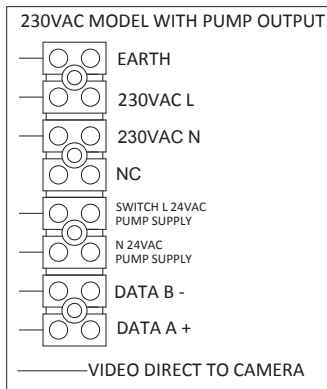 230VAC MODEL WITH PUMP OUTPUT
EARTH
230VAC L
230VAC N
NC
SWITCH L 24VAC
PUMP SUPPLY
N 24VAC
PUMP SUPPLY
DATA B -
DATA A +
VIDEO DIRECT TO CAMERA